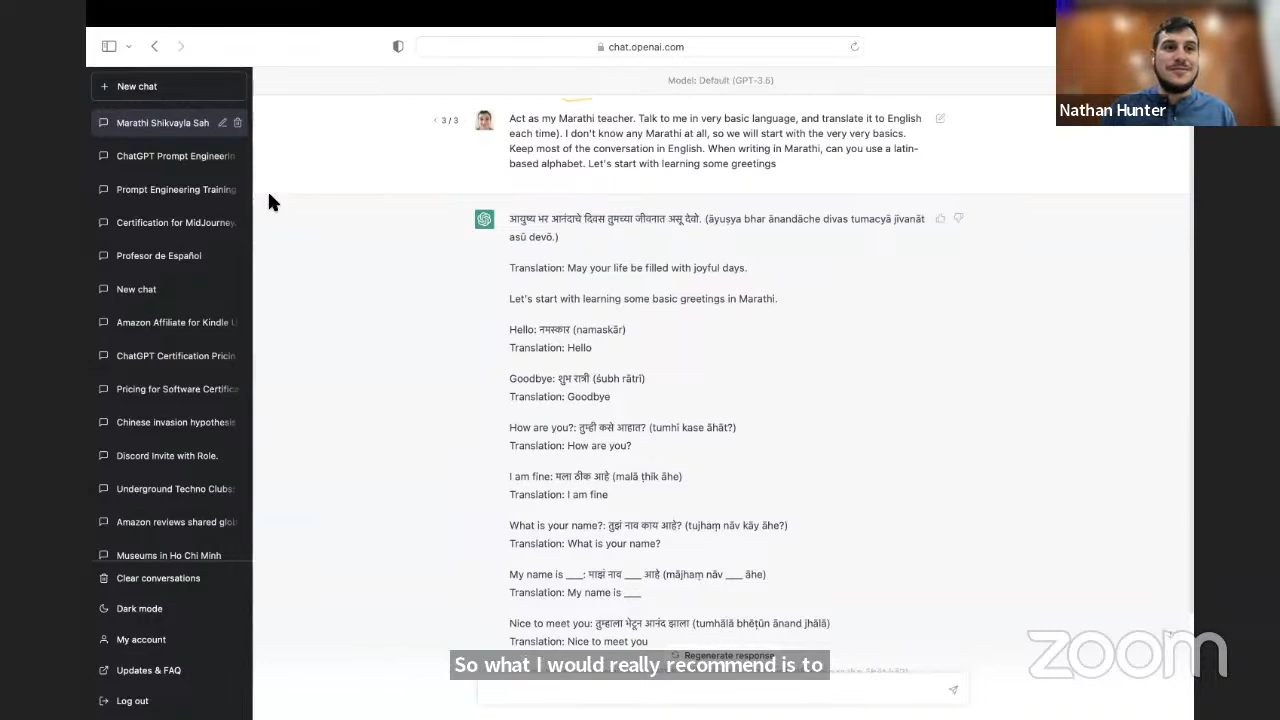 chat.openai.com
Model: Default (GPT-3.5)
Nathan Hunter
New chat
Marathi Shikvayla Sah
ChatGPT Prompt Engineerin
Prompt Engineering Training
Certification for MidJourney.
Profesor de Español
New chat
Amazon Affiliate for Kindle U
ChatGPT Certification Pricin
Pricing for Software Certifica
Chinese invasion hypothesis
Discord Invite with Role.
Underground Techno Clubs:
Amazon reviews shared glob
Museums in Ho Chi Minh
Clear conversations
Dark mode
My account
Updates & FAQ
Log out
3 / 3
Act as my Marathi teacher. Talk to me in very basic language, and translate it to English
each time). I don't know any Marathi at all, so we will start with the very very basics.
Keep most of the conversation in English. When writing in Marathi, can you use a latin-
based alphabet. Let's start with learning some greetings
आयुष्य भर आनंदाचे दिवस तुमच्या जीवनात असू देवो. (āyuṣya bhar ānandāche divas tumacyā jīvanāt
asū devō.)
Translation: May your life be filled with joyful days.
Let's start with learning some basic greetings in Marathi.
Hello: नमस्कार (namaskār)
Translation: Hello
Goodbye: शुभ रात्री (śubh rātrī)
Translation: Goodbye
How are you?: तुम्ही कसे आहात? (tumhi kase āhāt?)
Translation: How are you?
I am fine: मला ठीक आहे (malā ṭhīk āhe)
Translation: I am fine
What is your name?: तुझं नाव काय आहे? (tujhaṃ nāv kāy āhe?)
Translation: What is your name?
My name is ___: माझं नाव ___ आहे (mājhaṃ nāv ___ āhe)
Translation: My name is ___
Nice to meet you: तुम्हाला भेटून आनंद झाला (tumhālā bhēṭūn ānand jhālā)
Translation: Nice to meet you
Regenerate response
So what I would really recommend is to
zoom